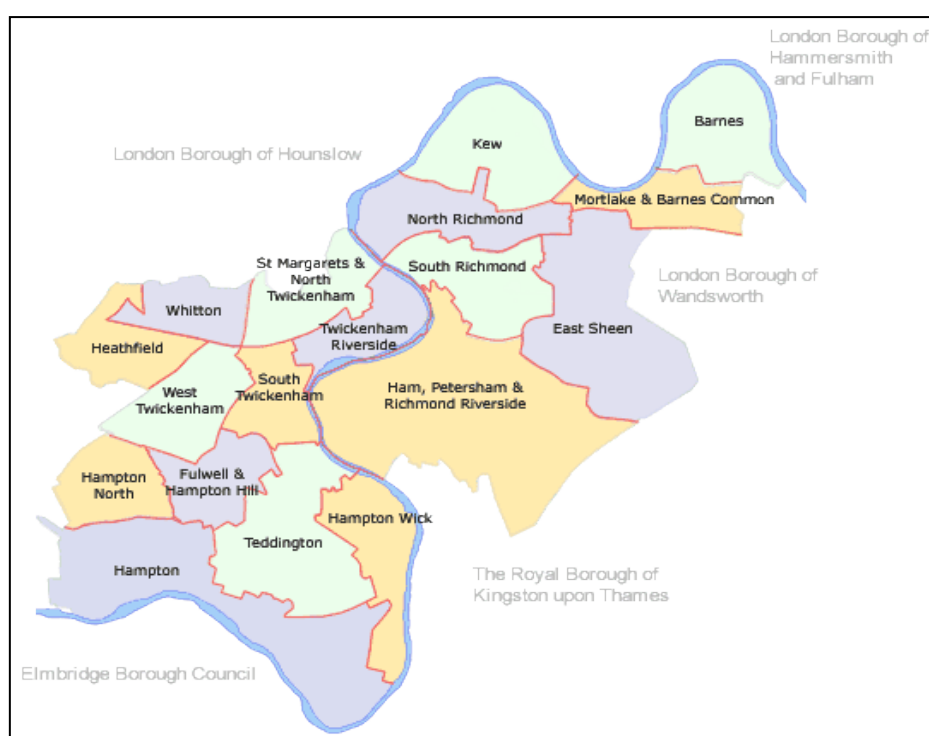 London Borough of
Hammersmith
and Fulham
Barnes
Kew
London Borough of Hounslow
Mortlake & Barnes Common
North Richmond
St Margarets &
North
Twickenham
South Richmond
London Borough of
Wandsworth
Whitton
Twickenham
Riverside
East Sheen
Heathfield
South
Twickenham
Ham, Petersham &
Richmond Riverside
West
Twickenham
Hampton
North
Fulwell &
Hampton Hill
Hampton Wick
Teddington
Hampton
The Royal Borough of
Kingston upon Thames
Elmbridge Borough Council